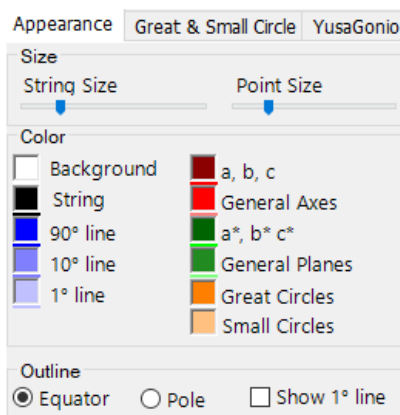 Appearance Great & Small Circle YusaGonio
Size
String Size Point Size
Color
Background a, b, c
String General Axes
90° line a*, b* c*
10° line General Planes
1° line Great Circles
Small Circles
Outline
Equator Pole Show 1° line